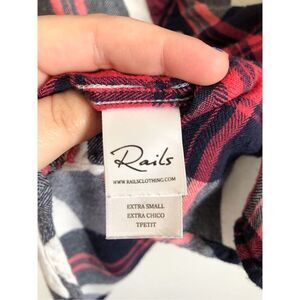 Rails
WWW.RAILSCLOTHING.COM
EXTRA SMALL
EXTRA CHICO
TPETIT